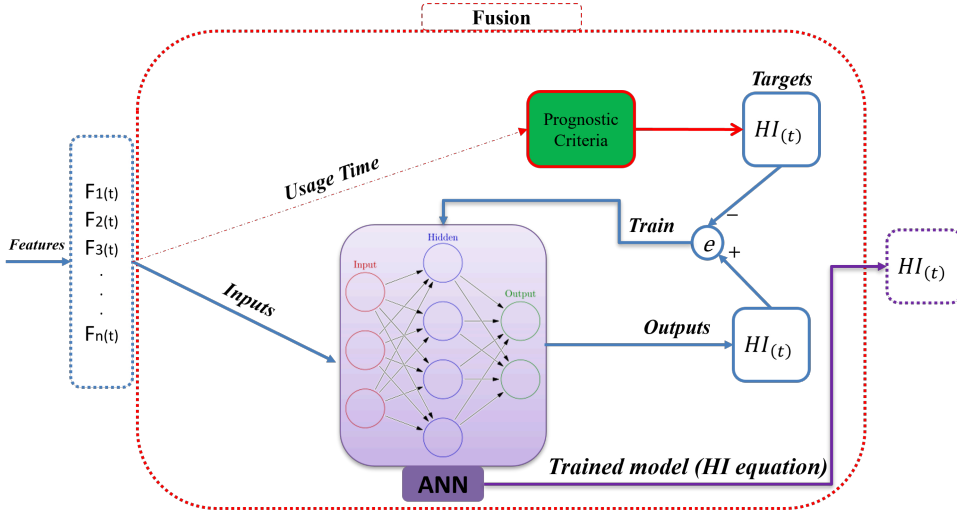 Fusion
Targets
Prognostic
Criteria
HI(t)
Usage Time
F1(t)
F2(t)
F3(t)
.
.
.
Fn(t)
Features
Train
e
−
+
Hidden
Input
Output
Inputs
Outputs
HI(t)
HI(t)
Trained model (HI equation)
ANN